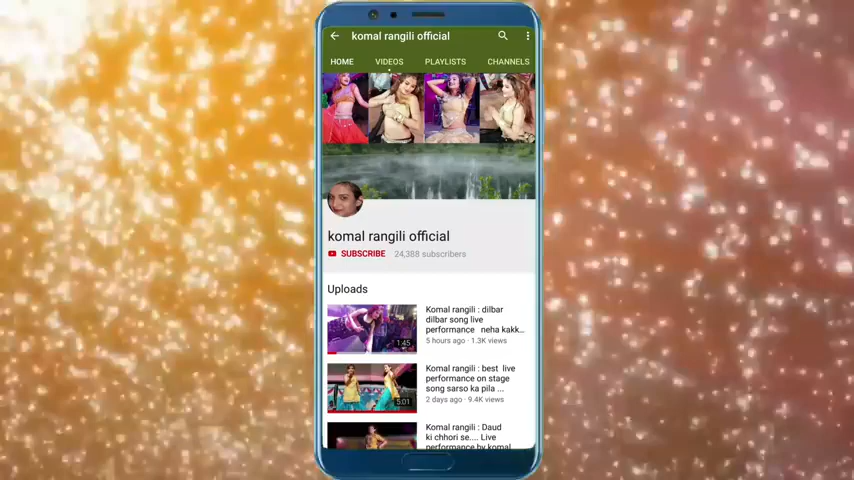 komal rangili official
HOME VIDEOS PLAYLISTS CHANNELS
komal rangili official
SUBSCRIBE 24,388 subscribers
Uploads
Komal rangili : dilbar
dilbar song live
performance neha kakk...
5 hours ago · 1.3K views
1:45
Komal rangili : best live
performance on stage
song sarso ka pila ...
2 days ago · 9.4K views
5:01
Komal rangili : Daud
ki chhori se.... Live
performance by komal